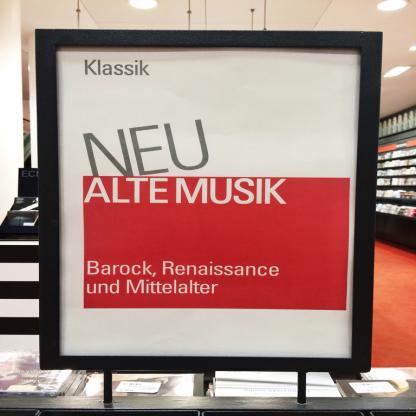 Klassik
NEU
ALTE MUSIK
Barock, Renaissance
und Mittelalter